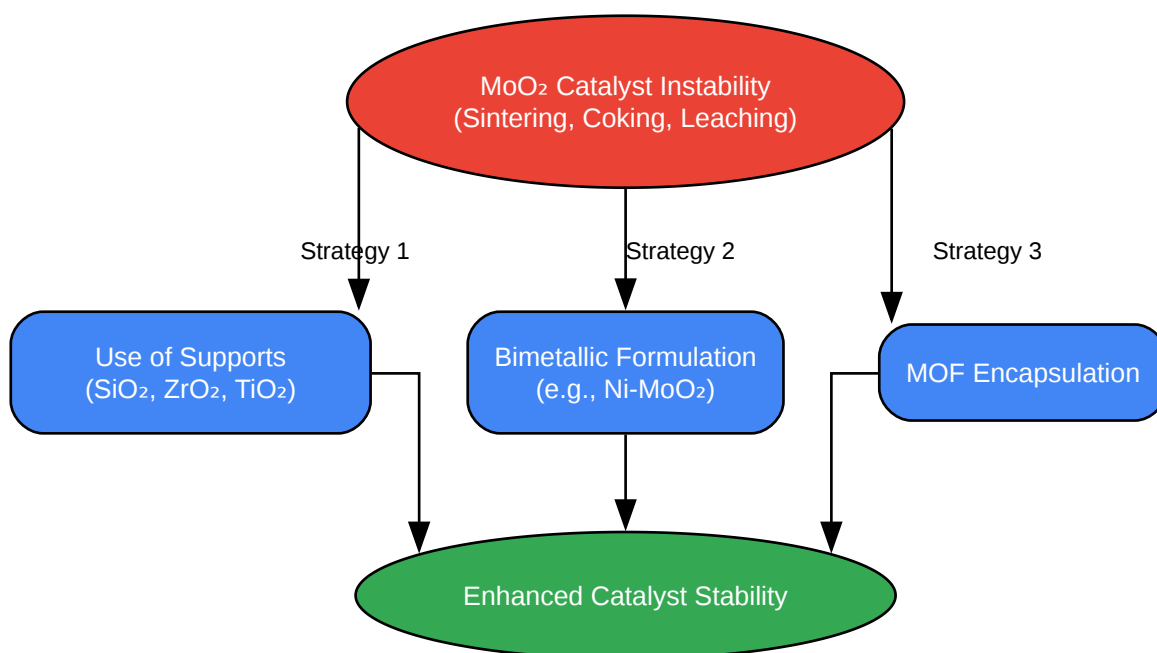 MoO₂ Catalyst Instability
(Sintering, Coking, Leaching)
Strategy 1
Strategy 2
Strategy 3
Use of Supports
(SiO₂, ZrO₂, TiO₂)
Bimetallic Formulation
(e.g., Ni-MoO₂)
MOF Encapsulation
Enhanced Catalyst Stability